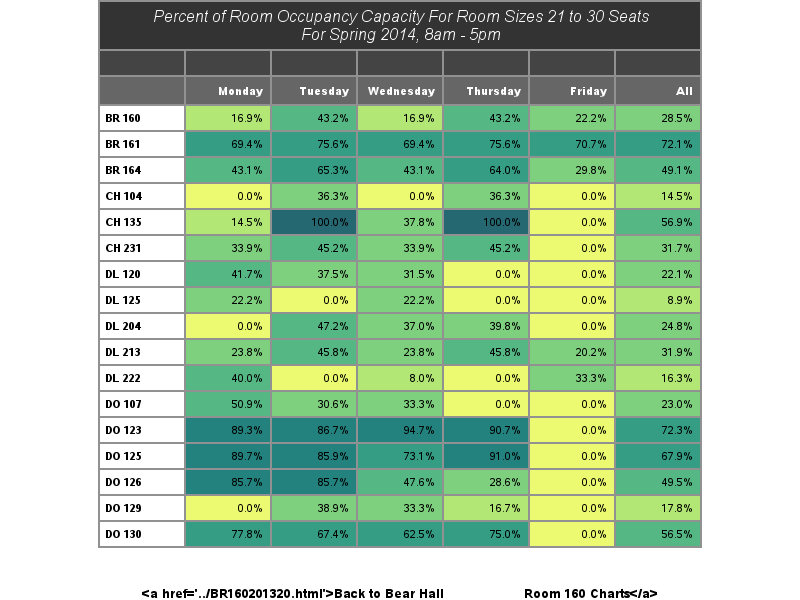 Percent of Room Occupancy Capacity For Room Sizes 21 to 30 Seats
For Spring 2014, 8am - 5pm
Monday Tuesday Wednesday Thursday Friday All
BR 160 16.9% 43.2% 16.9% 43.2% 22.2% 28.5%
BR 161 69.4% 75.6% 69.4% 75.6% 70.7% 72.1%
BR 164 43.1% 65.3% 43.1% 64.0% 29.8% 49.1%
CH 104 0.0% 36.3% 0.0% 36.3% 0.0% 14.5%
CH 135 14.5% 100.0% 37.8% 100.0% 0.0% 56.9%
CH 231 33.9% 45.2% 33.9% 45.2% 0.0% 31.7%
DL 120 41.7% 37.5% 31.5% 0.0% 0.0% 22.1%
DL 125 22.2% 0.0% 22.2% 0.0% 0.0% 8.9%
DL 204 0.0% 47.2% 37.0% 39.8% 0.0% 24.8%
DL 213 23.8% 45.8% 23.8% 45.8% 20.2% 31.9%
DL 222 40.0% 0.0% 8.0% 0.0% 33.3% 16.3%
DO 107 50.9% 30.6% 33.3% 0.0% 0.0% 23.0%
DO 123 89.3% 86.7% 94.7% 90.7% 0.0% 72.3%
DO 125 89.7% 85.9% 73.1% 91.0% 0.0% 67.9%
DO 126 85.7% 85.7% 47.6% 28.6% 0.0% 49.5%
DO 129 0.0% 38.9% 33.3% 16.7% 0.0% 17.8%
DO 130 77.8% 67.4% 62.5% 75.0% 0.0% 56.5%
<a href='../BR160201320.html'>Back to Bear Hall Room 160 Charts</a>